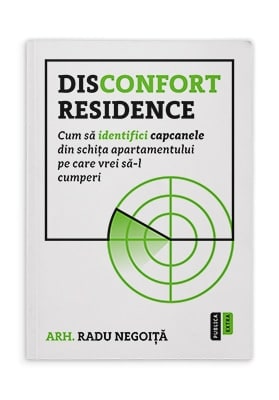 DISCONFORT
RESIDENCE
Cum să identifici capcanele
din schița apartamentului
pe care vrei să-l
cumperi
ARH. RADU NEGOIȚĂ
PUBLICA
EXTRA